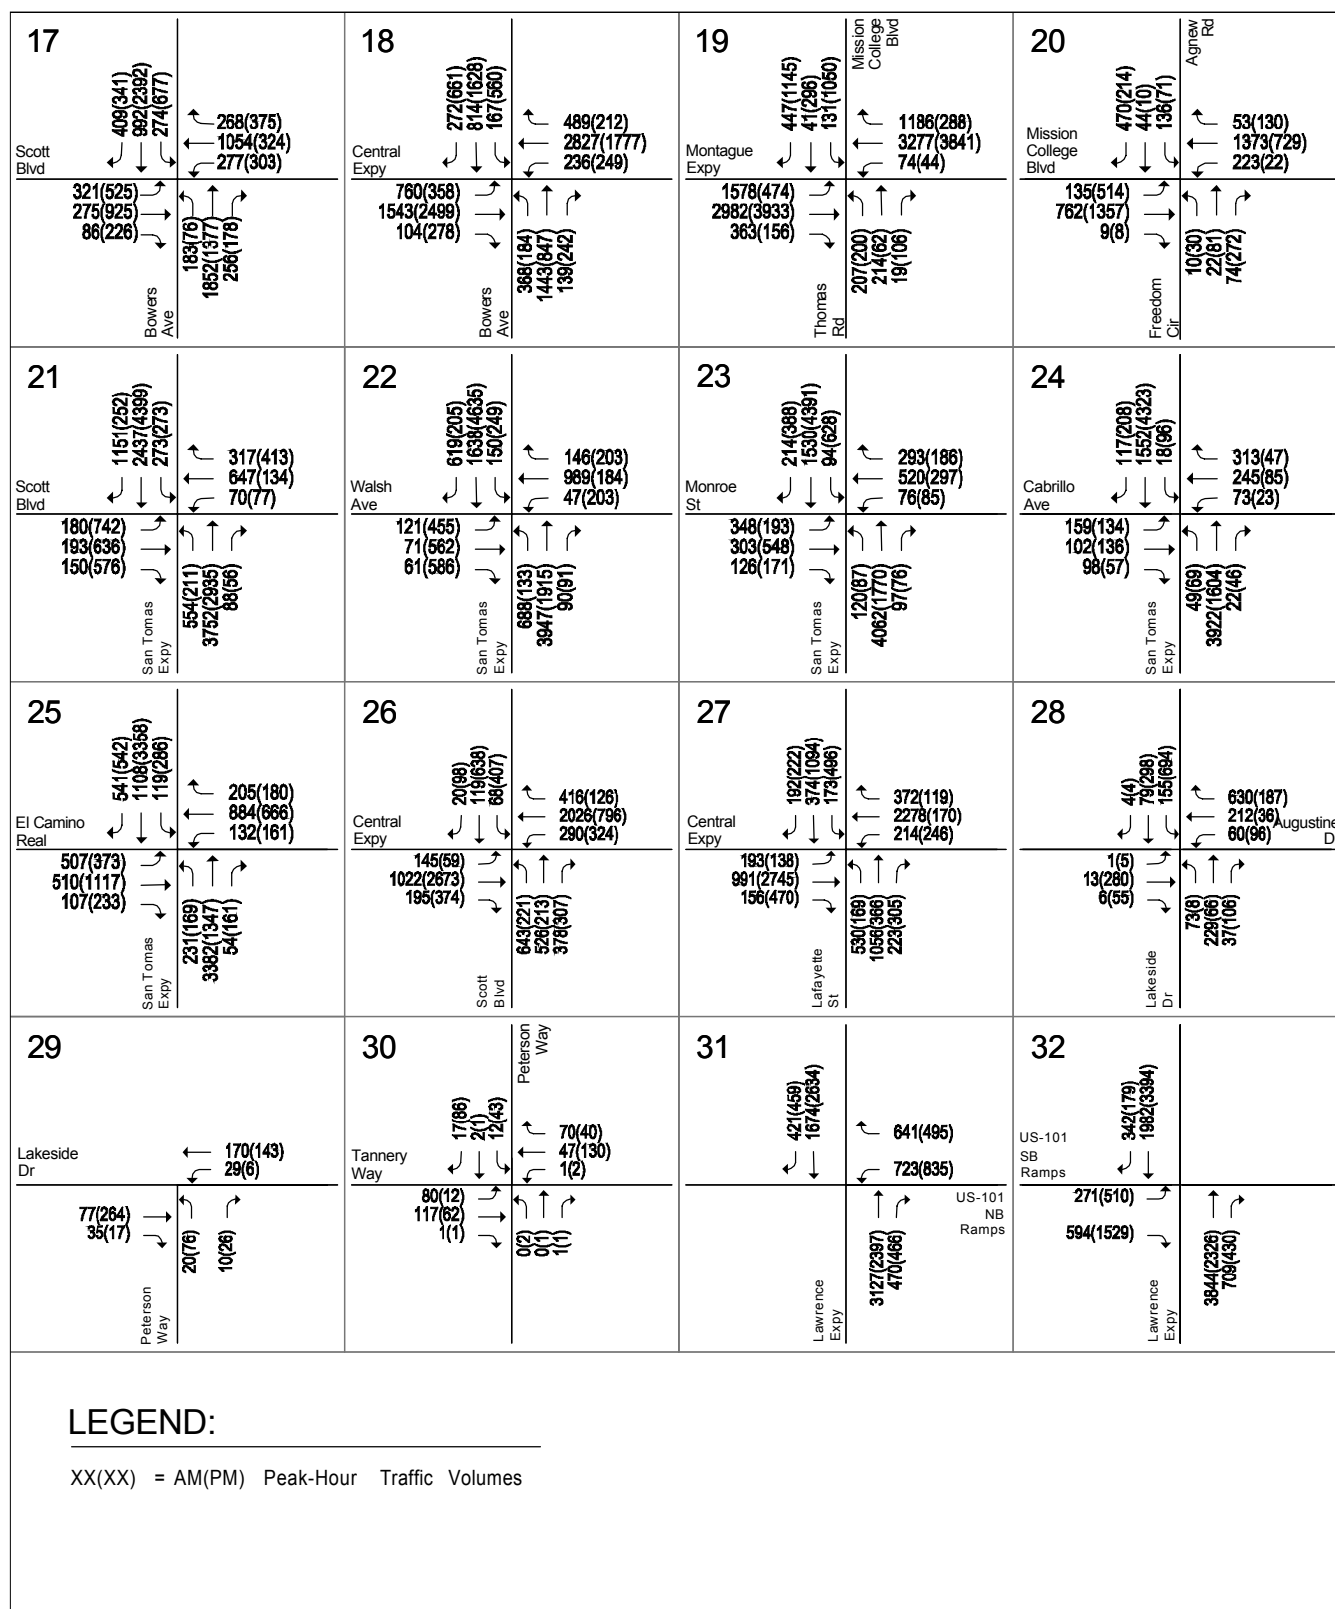 17
409(341)
992(2392)
274(677)
268(375)
1054(324)
277(303)
Scott
Blvd
321(525)
275(925)
86(226)
183(76)
1852(1377)
256(178)
Bowers
Ave
18
272(661)
814(1628)
167(560)
489(212)
2827(1777)
236(249)
Central
Expy
760(358)
1543(2499)
104(278)
368(184)
1443(847)
139(242)
Bowers
Ave
19
Mission
College
Blvd
447(1145)
41(296)
131(1050)
1186(288)
3277(3841)
74(44)
Montague
Expy
1578(474)
2982(3933)
363(156)
207(200)
214(62)
19(106)
Thomas
Rd
20
Agnew
Rd
470(214)
44(10)
136(71)
53(130)
1373(729)
223(22)
Mission
College
Blvd
135(514)
762(1357)
9(8)
10(30)
22(81)
74(272)
Freedom
Cir
21
1151(252)
2437(4399)
273(273)
317(413)
647(134)
70(77)
Scott
Blvd
180(742)
193(636)
150(576)
554(211)
3752(2935)
88(56)
San Tomas
Expy
22
619(205)
1638(4635)
150(249)
146(203)
989(184)
47(203)
Walsh
Ave
121(455)
71(562)
61(586)
688(133)
3947(1915)
90(91)
San Tomas
Expy
23
214(388)
1530(4391)
94(628)
293(186)
520(297)
76(85)
Monroe
St
348(193)
303(548)
126(171)
120(87)
4062(1770)
97(76)
San Tomas
Expy
24
117(208)
1552(4323)
18(96)
313(47)
245(85)
73(23)
Cabrillo
Ave
159(134)
102(136)
98(57)
49(69)
3922(1604)
22(46)
San Tomas
Expy
25
541(542)
1108(3358)
119(286)
205(180)
884(666)
132(161)
El Camino
Real
507(373)
510(1117)
107(233)
231(169)
3382(1347)
54(161)
San Tomas
Expy
26
20(98)
119(638)
68(407)
416(126)
2026(796)
290(324)
Central
Expy
145(59)
1022(2673)
195(374)
643(221)
526(213)
378(307)
Scott
Blvd
27
192(222)
374(1094)
173(496)
372(119)
2278(170)
214(246)
Central
Expy
193(138)
991(2745)
156(470)
530(169)
1056(366)
223(305)
Lafayette
St
28
4(4)
79(298)
155(694)
630(187)
212(36)
60(96)
Augustine
D
1(5)
13(280)
6(55)
73(8)
229(66)
37(106)
Lakeside
Dr
29
170(143)
29(6)
Lakeside
Dr
77(264)
35(17)
20(76)
10(26)
Peterson
Way
30
Peterson
Way
17(86)
2(1)
12(43)
70(40)
47(130)
1(2)
Tannery
Way
80(12)
117(62)
1(1)
0(2)
0(1)
1(1)
31
421(459)
1674(2634)
641(495)
723(835)
US-101
NB
Ramps
3127(2397)
470(466)
Lawrence
Expy
32
342(179)
1982(3394)
US-101
SB
Ramps
271(510)
594(1529)
3844(2326)
709(430)
Lawrence
Expy
LEGEND:
XX(XX) = AM(PM) Peak-Hour Traffic Volumes